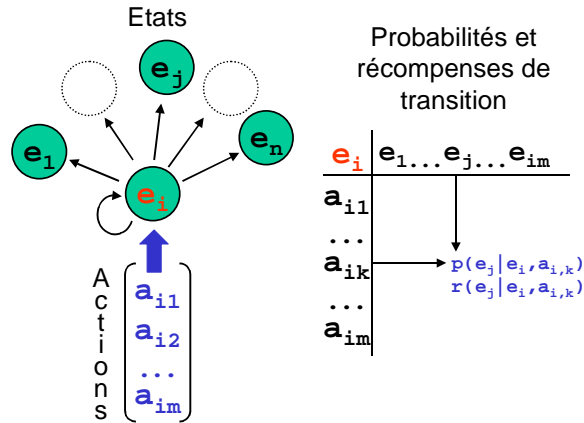 Etats
e1
ej
en
ei
Actions
ai1
ai2
...
aim
Probabilités et
récompenses de
transition
ei e1...ej...eim
ai1
...
aik
p(ej|ei,ai,k)
r(ej|ei,ai,k)
...
aim